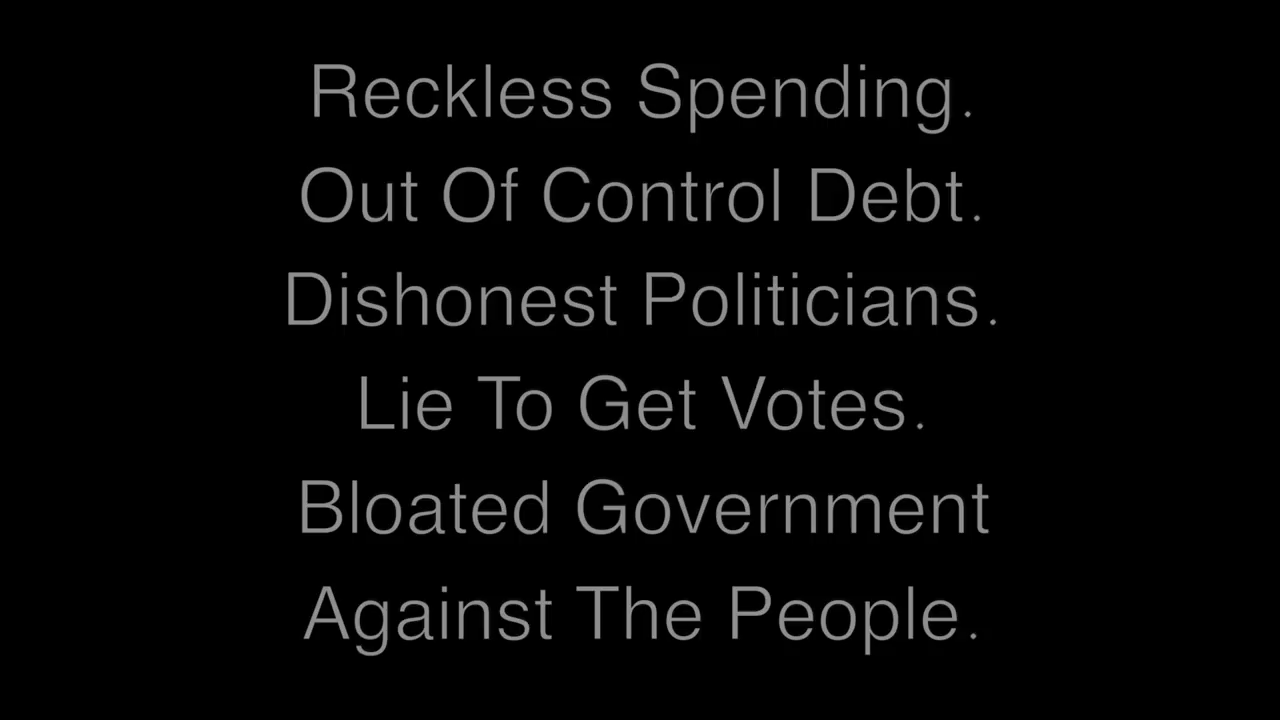 Reckless Spending.
Out Of Control Debt.
Dishonest Politicians.
Lie To Get Votes.
Bloated Government
Against The People.